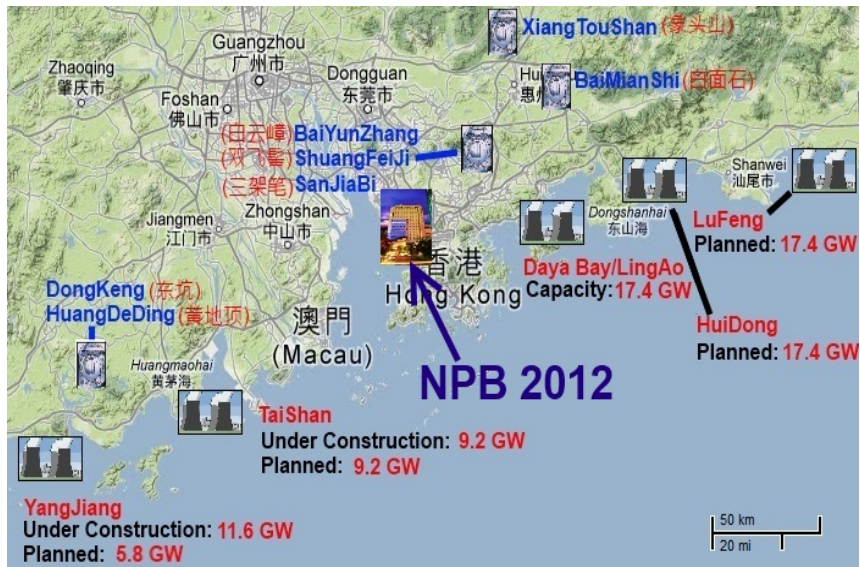 XiangTouShan (象头山)
Guangzhou
广州市
Zhaoqing
肇庆市
Dongguan
东莞市
Hui
惠州
BaiMianShi (白面石)
Foshan
佛山市
(白云嶂) BaiYunZhang
(双飞髻) ShuangFeiJi
(三架笔) SanJiaBi
Shanwei
汕尾市
Jiangmen
江门市
Zhongshan
中山市
Dongshanhai
东山海
LuFeng
Planned: 17.4 GW
香港
Hong Kong
Daya Bay/LingAo
Capacity: 17.4 GW
DongKeng (东坑)
HuangDeDing (黄地顶)
澳門
(Macau)
HuiDong
Planned: 17.4 GW
Huangmaohai
黄茅海
NPB 2012
TaiShan
Under Construction: 9.2 GW
Planned: 9.2 GW
YangJiang
Under Construction: 11.6 GW
Planned: 5.8 GW
50 km
20 mi